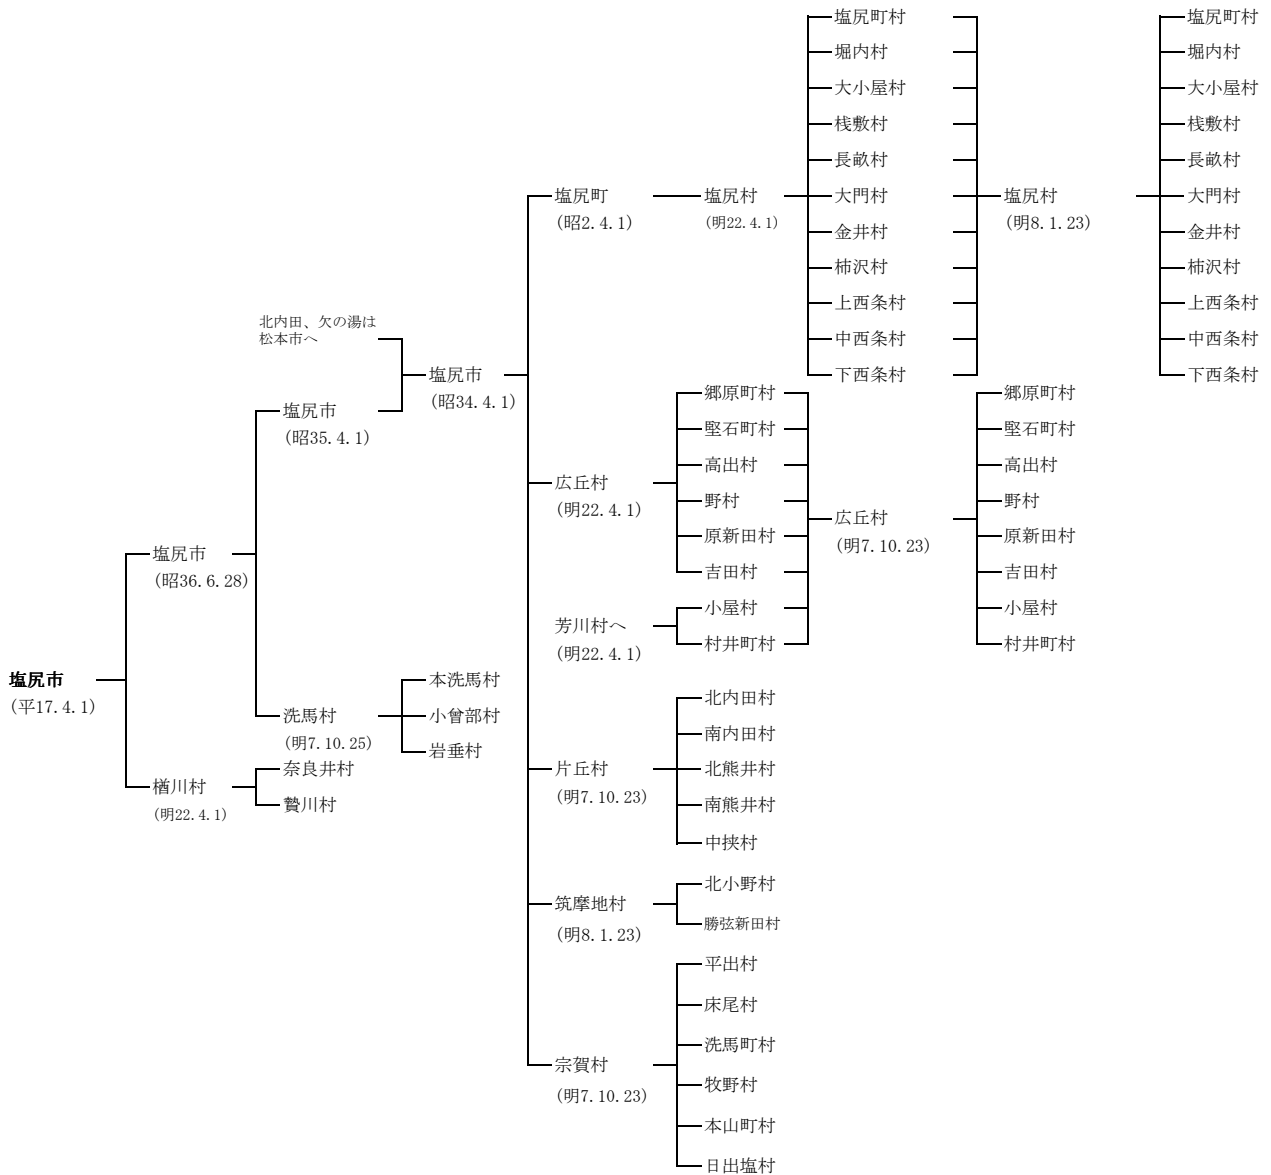 塩尻市
(平17.4.1)
塩尻市
(昭36.6.28)
楢川村
(明22.4.1)
北内田、欠の湯は
松本市へ
塩尻市
(昭35.4.1)
洗馬村
(明7.10.25)
奈良井村
贄川村
塩尻市
(昭34.4.1)
本洗馬村
小曾部村
岩垂村
塩尻町
(昭2.4.1)
広丘村
(明22.4.1)
芳川村へ
(明22.4.1)
片丘村
(明7.10.23)
筑摩地村
(明8.1.23)
宗賀村
(明7.10.23)
塩尻村
(明22.4.1)
郷原町村
堅石町村
高出村
野村
原新田村
吉田村
小屋村
村井町村
北内田村
南内田村
北熊井村
南熊井村
中挟村
北小野村
勝弦新田村
平出村
床尾村
洗馬町村
牧野村
本山町村
日出塩村
塩尻町村
堀内村
大小屋村
桟敷村
長畝村
大門村
金井村
柿沢村
上西条村
中西条村
下西条村
広丘村
(明7.10.23)
塩尻村
(明8.1.23)
郷原町村
堅石町村
高出村
野村
原新田村
吉田村
小屋村
村井町村
塩尻町村
堀内村
大小屋村
桟敷村
長畝村
大門村
金井村
柿沢村
上西条村
中西条村
下西条村